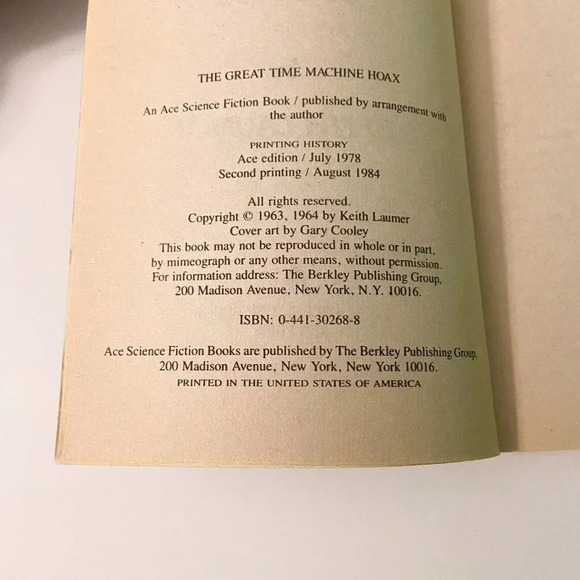 THE GREAT TIME MACHINE HOAX
An Ace Science Fiction Book / published by arrangement with
the author
PRINTING HISTORY
Ace edition / July 1978
Second printing / August 1984
All rights reserved.
Copyright © 1963, 1964 by Keith Laumer
Cover art by Gary Cooley
This book may not be reproduced in whole or in part,
by mimeograph or any other means, without permission.
For information address: The Berkley Publishing Group,
200 Madison Avenue, New York, N.Y. 10016.
ISBN: 0-441-30268-8
Ace Science Fiction Books are published by The Berkley Publishing Group,
200 Madison Avenue, New York, New York 10016.
PRINTED IN THE UNITED STATES OF AMERICA